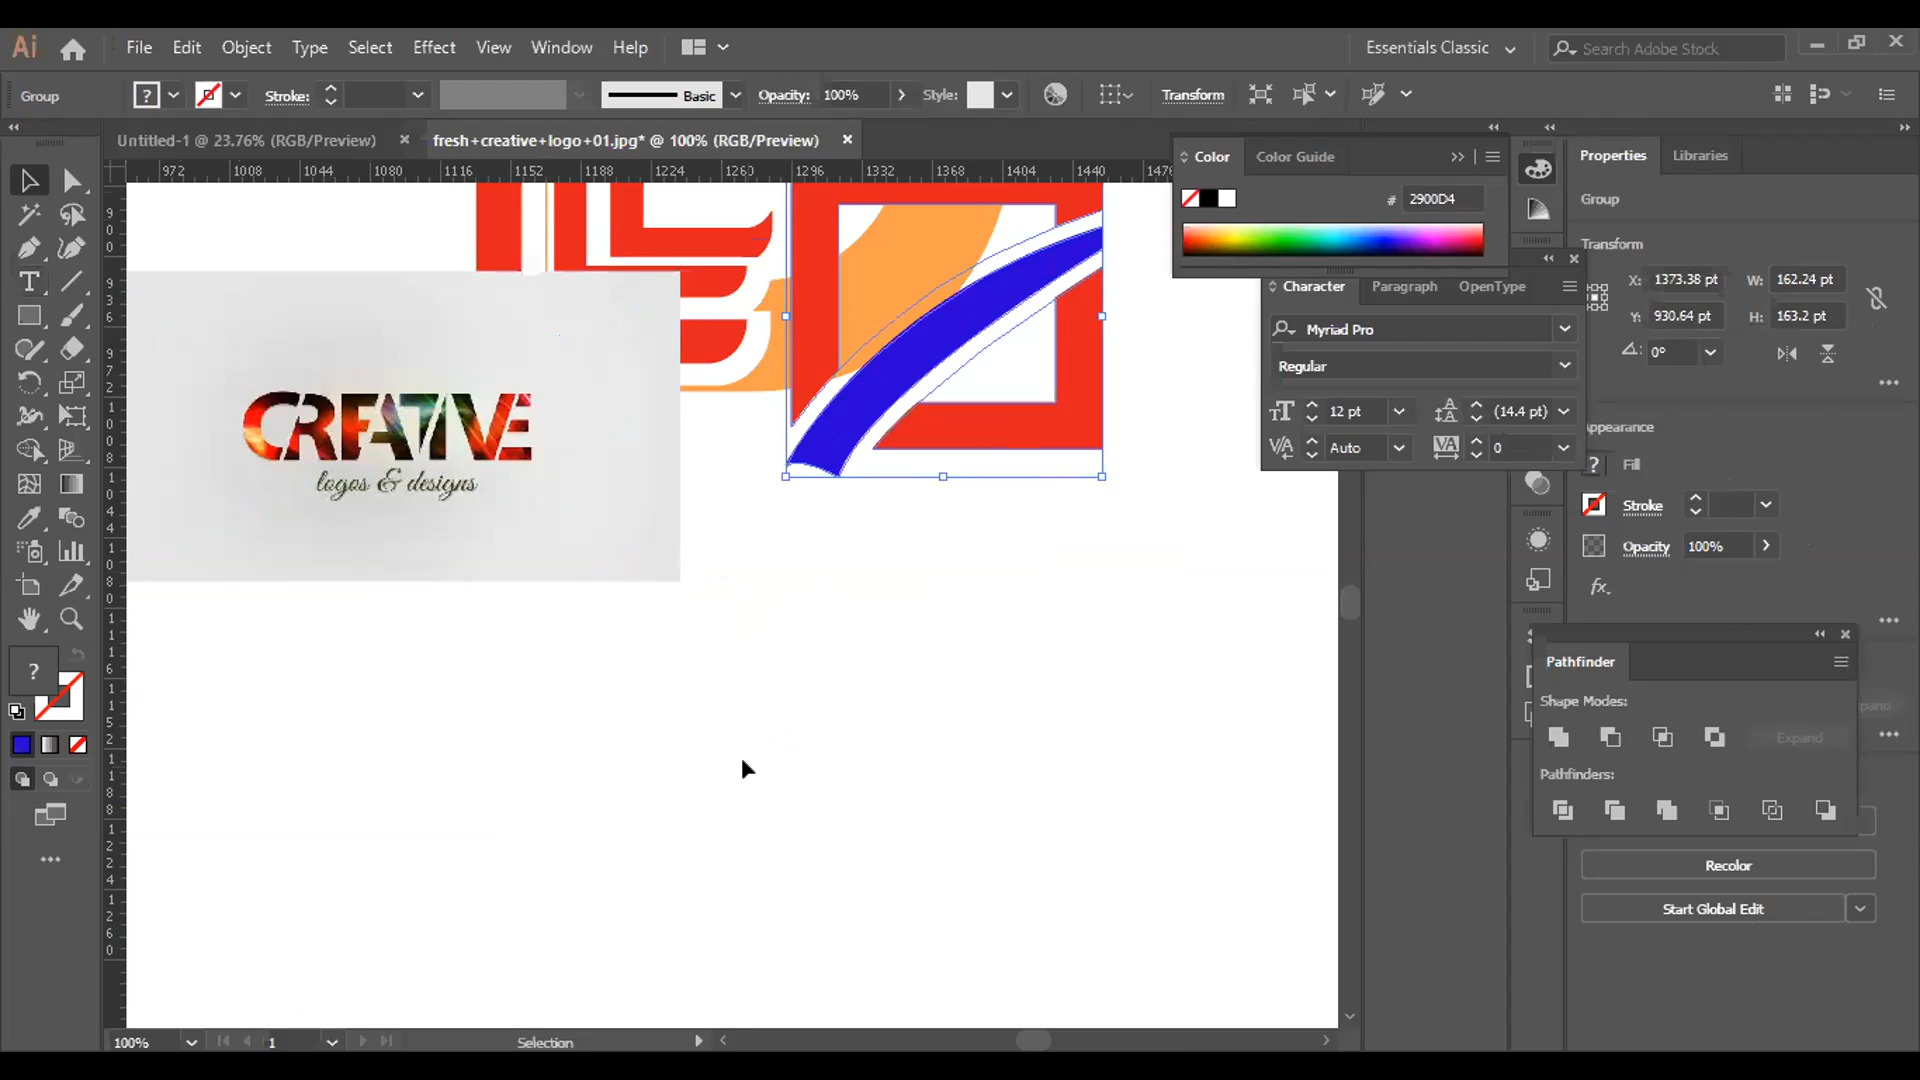 Ai File Edit Object Type Select Effect View Window Help Essentials Classic Search Adobe Stock
Group ? Stroke: Basic Opacity: 100% Style: Transform
Untitled-1 @ 23.76% (RGB/Preview) fresh+creative+logo+01.jpg* @ 100% (RGB/Preview)
972 1008 1044 1080 1116 1152 1188 1224 1260 1296 1332 1368 1404 1440 1476
Color Color Guide
# 2900D4
Character Paragraph OpenType
Myriad Pro
Regular
12 pt (14.4 pt)
Auto 0
Properties Libraries
Group
Transform
X: 1373.38 pt W: 162.24 pt
Y: 930.64 pt H: 163.2 pt
0°
Appearance
? Fill
Stroke
Opacity 100%
fx
Pathfinder
Shape Modes:
Expand
Pathfinders:
Recolor
Start Global Edit
CREATIVE
logos & designs
?
100% 1 Selection